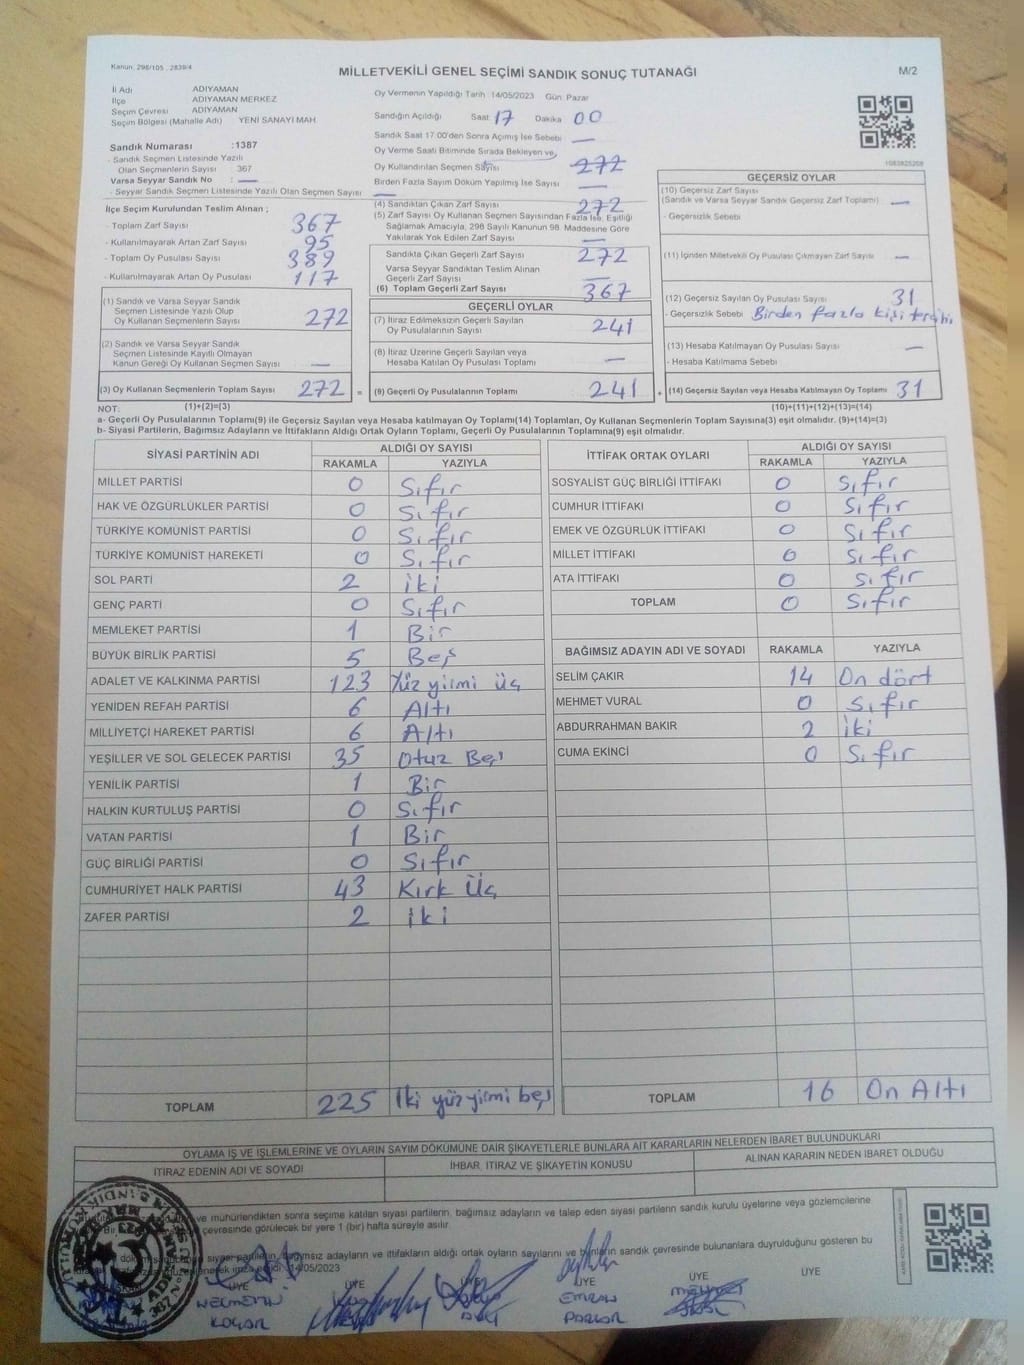 Kanun, 298/105 , 2839/4
MİLLETVEKİLİ GENEL SEÇİMİ SANDIK SONUÇ TUTANAĞI
M/2
İl Adı ADIYAMAN
İlçe ADIYAMAN MERKEZ
Seçim Çevresi ADIYAMAN
Seçim Bölgesi (Mahalle Adı) YENİ SANAYİ MAH.
Sandık Numarası :1387
- Sandık Seçmen Listesinde Yazılı
Olan Seçmenlerin Sayısı 367
Varsa Seyyar Sandık No : —
- Seyyar Sandık Seçmen Listesinde Yazılı Olan Seçmen Sayısı —
Oy Vermenin Yapıldığı Tarih :14/05/2023 Gün: Pazar
Sandığın Açıldığı Saat 17 Dakika 00
Sandık Saat 17.00'den Sonra Açımış İse Sebebi —
Oy Verme Saati Bitiminde Sırada Bekleyen ve
Oy Kullandırılan Seçmen Sayısı 272
Birden Fazla Sayım Döküm Yapılmış İse Sayısı —
1083825208
İlçe Seçim Kurulundan Teslim Alınan ;
- Toplam Zarf Sayısı 367
- Kullanılmayarak Artan Zarf Sayısı 95
- Toplam Oy Pusulası Sayısı 389
- Kullanılmayarak Artan Oy Pusulası 117
(1) Sandık ve Varsa Seyyar Sandık
Seçmen Listesinde Yazılı Olup
Oy Kullanan Seçmenlerin Sayısı 272
(2) Sandık ve Varsa Seyyar Sandık
Seçmen Listesinde Kayıtlı Olmayan
Kanun Gereği Oy Kullanan Seçmen Sayısı —
(3) Oy Kullanan Seçmenlerin Toplam Sayısı 272 =
(4) Sandıktan Çıkan Zarf Sayısı 272
(5) Zarf Sayısı Oy Kullanan Seçmen Sayısından Fazla İse, Eşitliği
Sağlamak Amacıyla, 298 Sayılı Kanunun 98. Maddesine Göre
Yakılarak Yok Edilen Zarf Sayısı —
Sandıkta Çıkan Geçerli Zarf Sayısı 272
Varsa Seyyar Sandıktan Teslim Alınan
Geçerli Zarf Sayısı —
(6) Toplam Geçerli Zarf Sayısı 367
GEÇERLİ OYLAR
(7) İtiraz Edilmeksizin Geçerli Sayılan
Oy Pusulalarının Sayısı 241
(8) İtiraz Üzerine Geçerli Sayılan veya
Hesaba Katılan Oy Pusulası Toplamı —
(9) Geçerli Oy Pusulalarının Toplamı 241 +
GEÇERSİZ OYLAR
(10) Geçersiz Zarf Sayısı
(Sandık ve Varsa Seyyar Sandık Geçersiz Zarf Toplamı) —
- Geçersizlik Sebebi
(11) İçinden Milletvekili Oy Pusulası Çıkmayan Zarf Sayısı —
(12) Geçersiz Sayılan Oy Pusulası Sayısı 31
- Geçersizlik Sebebi Birden fazla kişi tercihi
(13) Hesaba Katılmayan Oy Pusulası Sayısı —
- Hesaba Katılmama Sebebi
(14) Geçersiz Sayılan veya Hesaba Katılmayan Oy Toplamı 31
NOT: (1)+(2)=(3) (10)+(11)+(12)+(13)=(14)
a- Geçerli Oy Pusulalarının Toplamı(9) ile Geçersiz Sayılan veya Hesaba katılmayan Oy Toplamı(14) Toplamları, Oy Kullanan Seçmenlerin Toplam Sayısına(3) eşit olmalıdır. (9)+(14)=(3)
b- Siyasi Partilerin, Bağımsız Adayların ve İttifakların Aldığı Ortak Oyların Toplamı, Geçerli Oy Pusulalarının Toplamına(9) eşit olmalıdır.
SİYASİ PARTİNİN ADI ALDIĞI OY SAYISI
RAKAMLA YAZIYLA
MİLLET PARTİSİ 0 Sıfır
HAK VE ÖZGÜRLÜKLER PARTİSİ 0 Sıfır
TÜRKİYE KOMÜNİST PARTİSİ 0 Sıfır
TÜRKİYE KOMÜNİST HAREKETİ 0 Sıfır
SOL PARTİ 2 iki
GENÇ PARTİ 0 Sıfır
MEMLEKET PARTİSİ 1 Bir
BÜYÜK BİRLİK PARTİSİ 5 Beş
ADALET VE KALKINMA PARTİSİ 123 Yüz yirmi üç
YENİDEN REFAH PARTİSİ 6 Altı
MİLLİYETÇİ HAREKET PARTİSİ 6 Altı
YEŞİLLER VE SOL GELECEK PARTİSİ 35 Otuz Beş
YENİLİK PARTİSİ 1 Bir
HALKIN KURTULUŞ PARTİSİ 0 Sıfır
VATAN PARTİSİ 1 Bir
GÜÇ BİRLİĞİ PARTİSİ 0 Sıfır
CUMHURİYET HALK PARTİSİ 43 Kırk Üç
ZAFER PARTİSİ 2 iki
TOPLAM 225 İki yüz yirmi beş
İTTİFAK ORTAK OYLARI ALDIĞI OY SAYISI
RAKAMLA YAZIYLA
SOSYALİST GÜÇ BİRLİĞİ İTTİFAKI 0 Sıfır
CUMHUR İTTİFAKI 0 Sıfır
EMEK VE ÖZGÜRLÜK İTTİFAKI 0 Sıfır
MİLLET İTTİFAKI 0 Sıfır
ATA İTTİFAKI 0 Sıfır
TOPLAM 0 Sıfır
BAĞIMSIZ ADAYIN ADI VE SOYADI RAKAMLA YAZIYLA
SELİM ÇAKIR 14 On dört
MEHMET VURAL 0 Sıfır
ABDURRAHMAN BAKIR 2 iki
CUMA EKİNCİ 0 Sıfır
TOPLAM 16 On Altı
OYLAMA İŞ VE İŞLEMLERİNE VE OYLARIN SAYIM DÖKÜMÜNE DAİR ŞİKAYETLERLE BUNLARA AİT KARARLARIN NELERDEN İBARET BULUNDUKLARI
İTİRAZ EDENİN ADI VE SOYADI İHBAR, İTİRAZ VE ŞİKAYETİN KONUSU ALINAN KARARIN NEDEN İBARET OLDUĞU
ve mühürlendikten sonra seçime katılan siyasi partilerin, bağımsız adayların ve talep eden siyasi partilerin sandık kurulu üyelerine veya gözlemcilerine
çevresinde görülecek bir yere 1 (bir) hafta süreyle asılır.
bağımsız adayların ve ittifakların aldığı ortak oyların sayılarını ve bunların sandık çevresinde bulunanlara duyrulduğunu gösteren bu
14/05/2023
ÜYE ÜYE ÜYE ÜYE ÜYE ÜYE
NECMETTİN EMRAH MEHMET